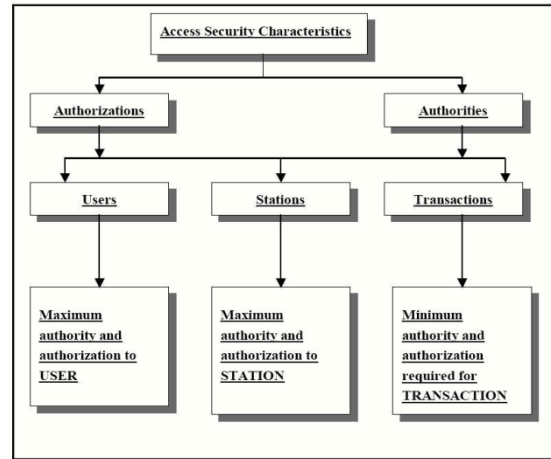 Access Security Characteristics
Authorizations
Authorities
Users
Stations
Transactions
Maximum
authority and
authorization to
USER
Maximum
authority and
authorization to
STATION
Minimum
authority and
authorization
required for
TRANSACTION